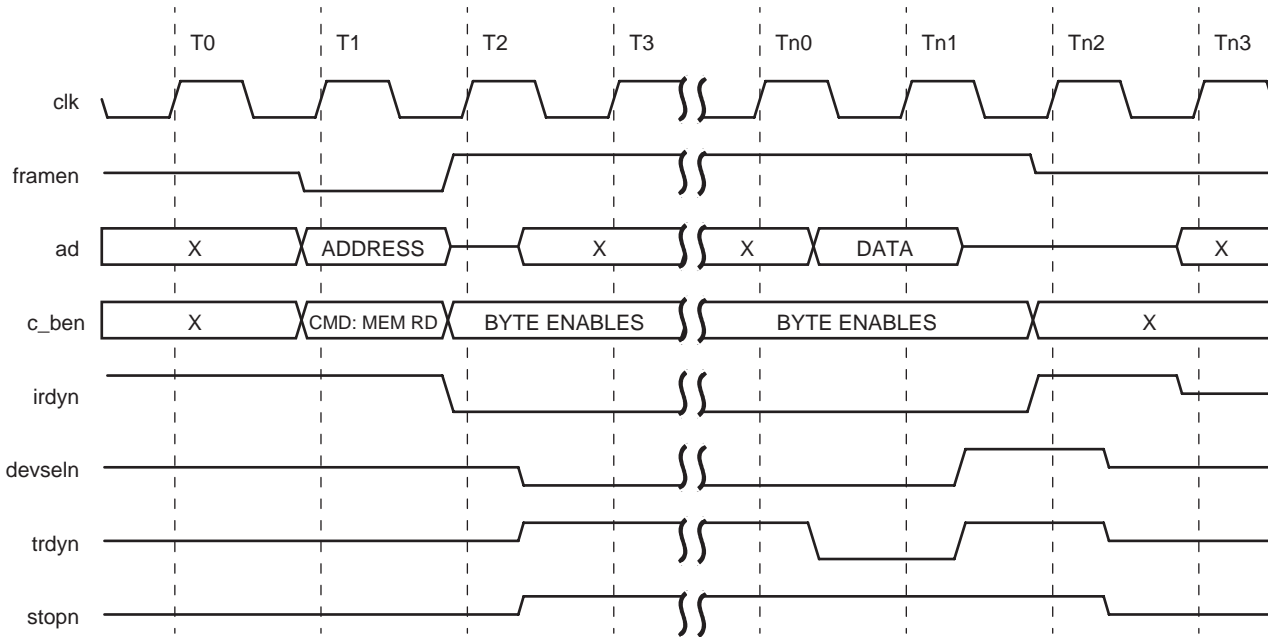 T0 T1 T2 T3 Tn0 Tn1 Tn2 Tn3
clk
framen
ad X ADDRESS X X DATA X
c_ben X CMD: MEM RD BYTE ENABLES BYTE ENABLES X
irdyn
devseln
trdyn
stopn